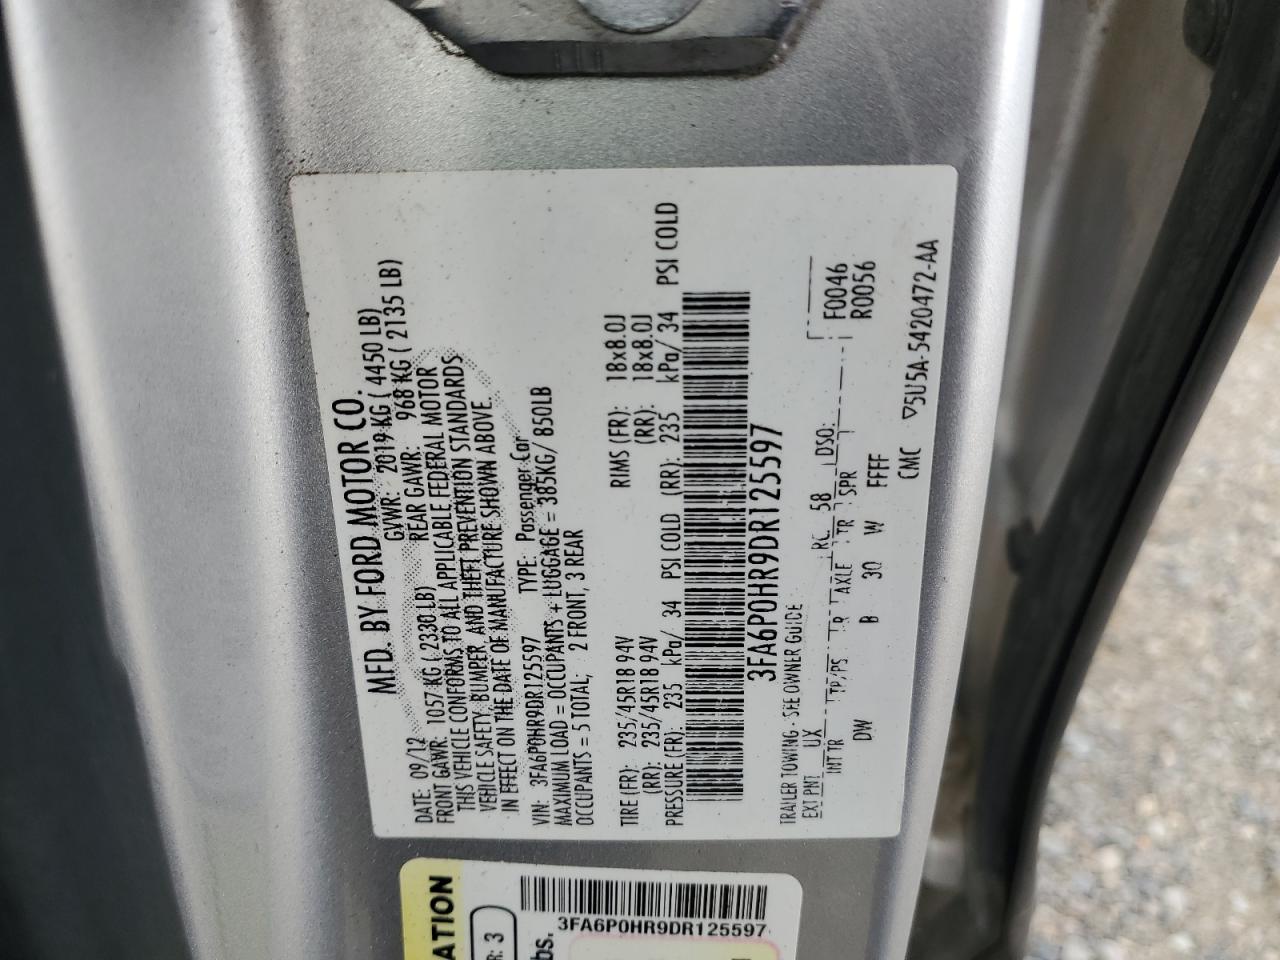 MFD. BY FORD MOTOR CO.
DATE: 09/12 GVWR: 2019 KG ( 4450 LB)
FRONT GAWR: 1057 KG ( 2330 LB) REAR GAWR: 968 KG ( 2135 LB)
THIS VEHICLE CONFORMS TO ALL APPLICABLE FEDERAL MOTOR
VEHICLE SAFETY, BUMPER, AND THEFT PREVENTION STANDARDS
IN EFFECT ON THE DATE OF MANUFACTURE SHOWN ABOVE.
VIN: 3FA6P0HR9DR125597 TYPE: Passenger Car
MAXIMUM LOAD = OCCUPANTS + LUGGAGE = 385KG/ 850LB
OCCUPANTS = 5 TOTAL; 2 FRONT, 3 REAR
TIRE (FR): 235/45R18 94V RIMS (FR): 18x8.0J
(RR): 235/45R18 94V (RR): 18x8.0J
PRESSURE (FR): 235 kPa/ 34 PSI COLD (RR): 235 kPa/ 34 PSI COLD
3FA6P0HR9DR125597
TRAILER TOWING - SEE OWNER GUIDE
EXT PNT UX RC: 58 DSO: F0046
INT TR TP/PS R AXLE TR SPR R0056
DW B 30 W FFFF
CMC ▽5U5A-5420472-AA
ATION
R: 3
bs.
3FA6P0HR9DR125597